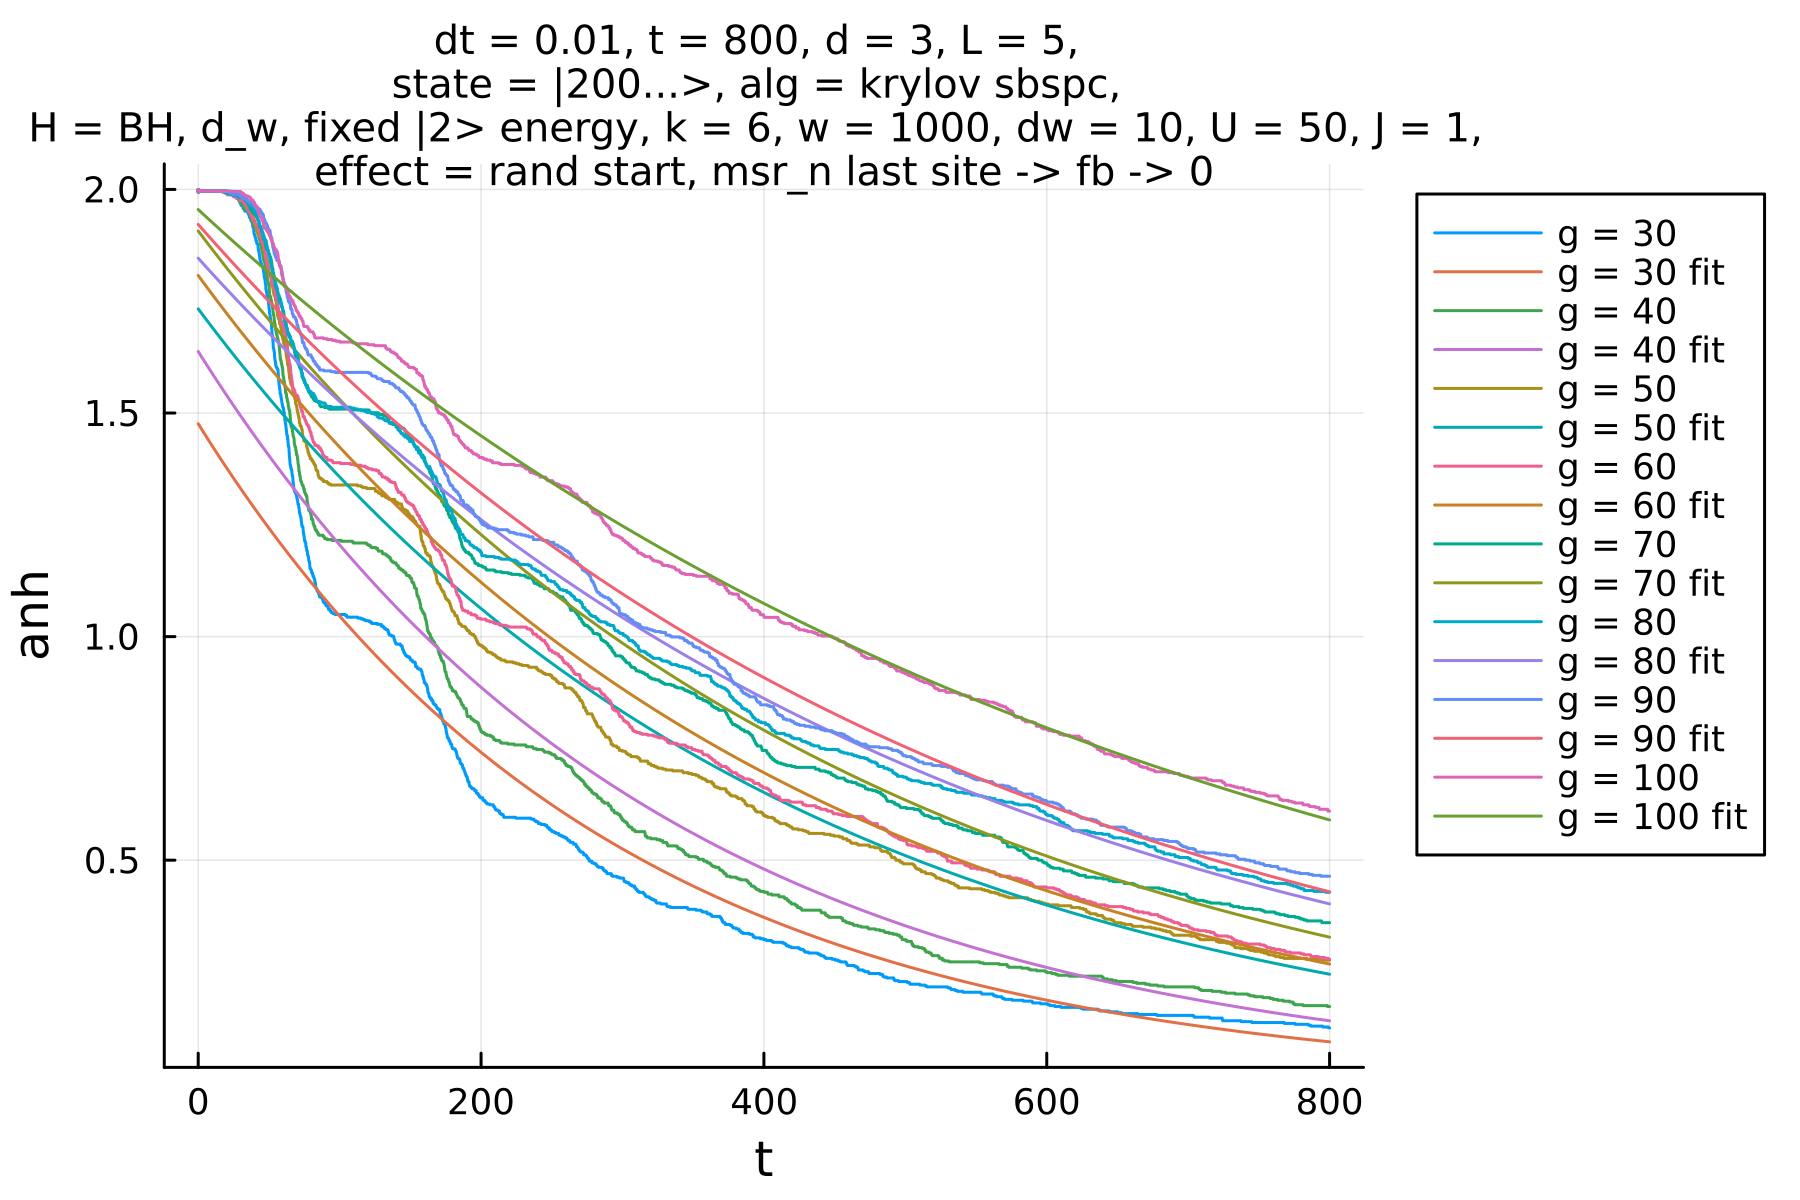 dt = 0.01, t = 800, d = 3, L = 5,
state = |200...>, alg = krylov sbspc,
H = BH, d_w, fixed |2> energy, k = 6, w = 1000, dw = 10, U = 50, J = 1,
effect = rand start, msr_n last site -> fb -> 0
2.0
1.5
1.0
0.5
anh
0 200 400 600 800
t
g = 30
g = 30 fit
g = 40
g = 40 fit
g = 50
g = 50 fit
g = 60
g = 60 fit
g = 70
g = 70 fit
g = 80
g = 80 fit
g = 90
g = 90 fit
g = 100
g = 100 fit